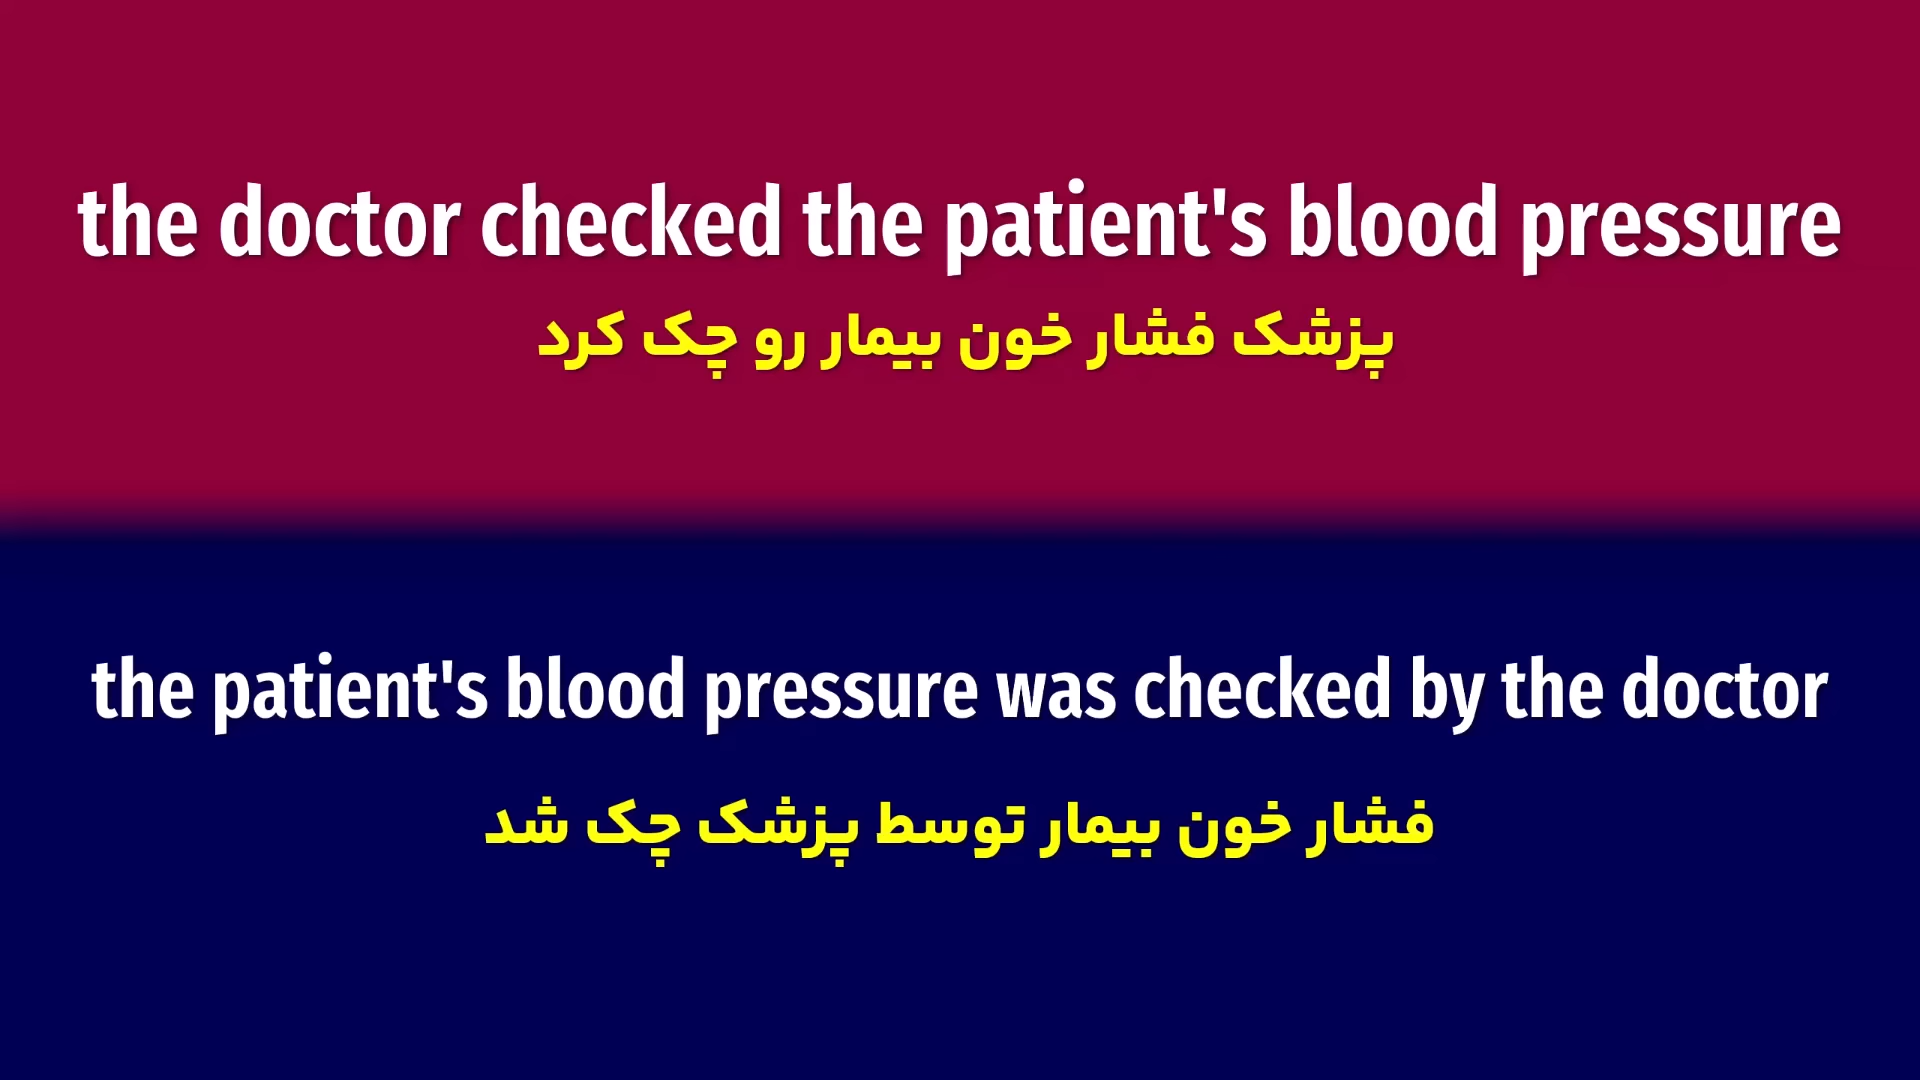 the doctor checked the patient's blood pressure
پزشک فشار خون بیمار رو چک کرد
the patient's blood pressure was checked by the doctor
فشار خون بیمار توسط پزشک چک شد